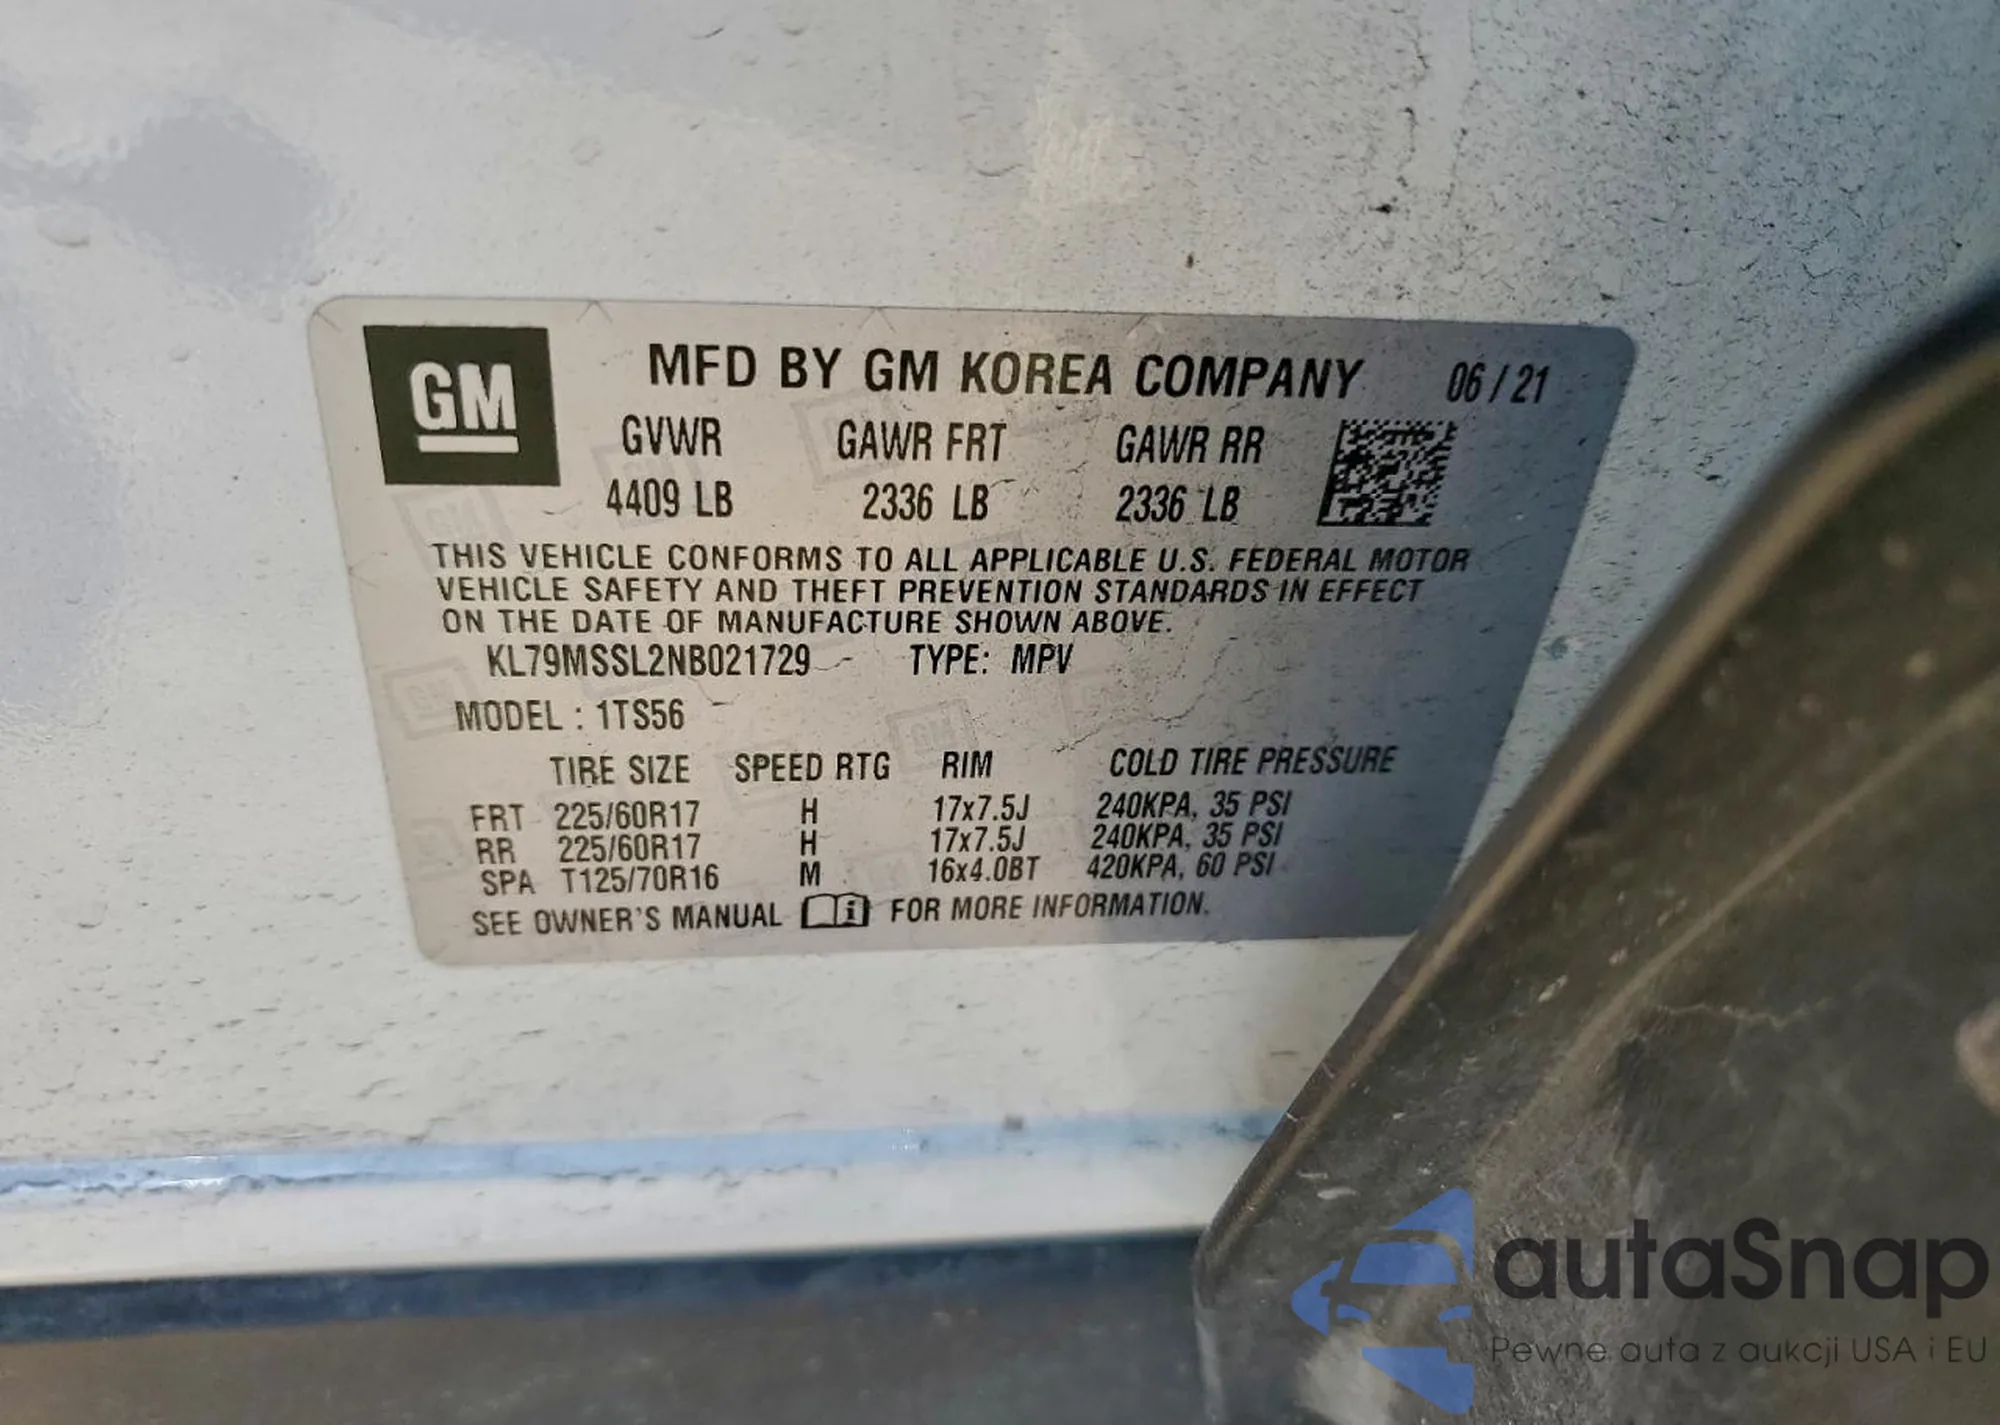 GM
MFD BY GM KOREA COMPANY 06/21
GVWR GAWR FRT GAWR RR
4409 LB 2336 LB 2336 LB
THIS VEHICLE CONFORMS TO ALL APPLICABLE U.S. FEDERAL MOTOR
VEHICLE SAFETY AND THEFT PREVENTION STANDARDS IN EFFECT
ON THE DATE OF MANUFACTURE SHOWN ABOVE.
KL79MSSL2NB021729 TYPE: MPV
MODEL : 1TS56
TIRE SIZE SPEED RTG RIM COLD TIRE PRESSURE
FRT 225/60R17 H 17x7.5J 240KPA, 35 PSI
RR 225/60R17 H 17x7.5J 240KPA, 35 PSI
SPA T125/70R16 M 16x4.0BT 420KPA, 60 PSI
SEE OWNER'S MANUAL FOR MORE INFORMATION.
autaSnap
Pewne auta z aukcji USA i EU